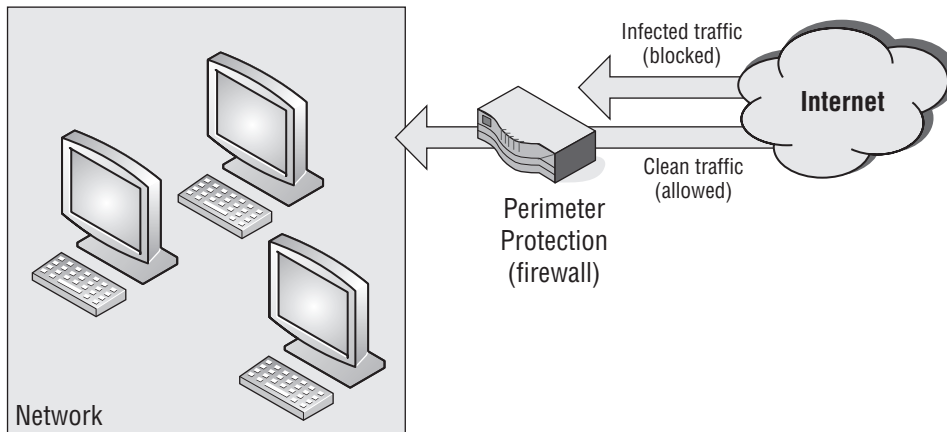 Infected traffic
(blocked)
Internet
Clean traffic
(allowed)
Perimeter
Protection
(firewall)
Network